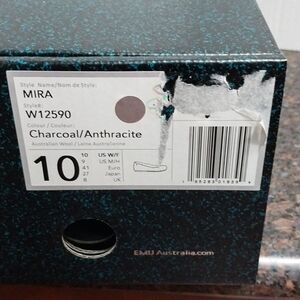 Style Name/Nom de Style:
MIRA
Style#:
W12590
Colour / Couleur:
Charcoal/Anthracite
Australian Wool / Laine Australienne
10
10 US W/F
9 US M/H
41 Euro
27 Japan
8 UK
EMU Australia.com